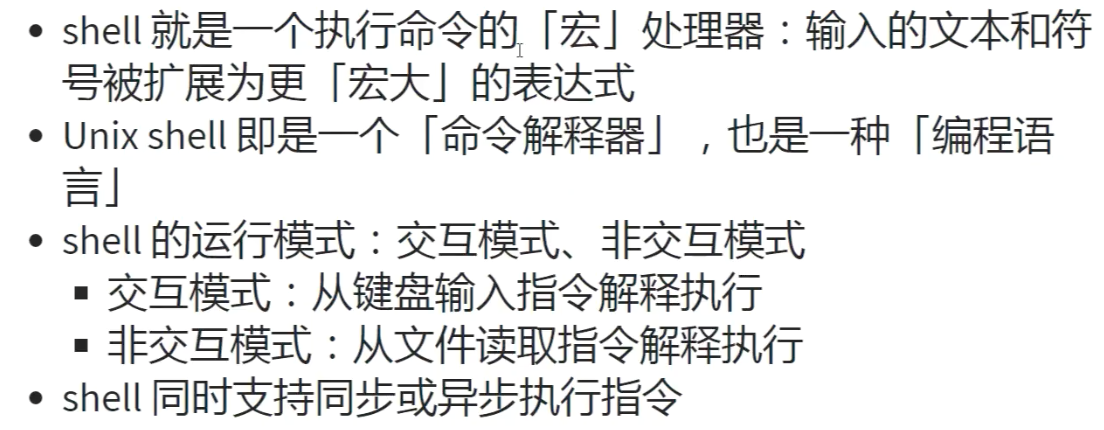 • shell 就是一个执行命令的「宏」处理器：输入的文本和符
号被扩展为更「宏大」的表达式
• Unix shell 即是一个「命令解释器」，也是一种「编程语
言」
• shell 的运行模式：交互模式、非交互模式
▪ 交互模式：从键盘输入指令解释执行
▪ 非交互模式：从文件读取指令解释执行
• shell 同时支持同步或异步执行指令